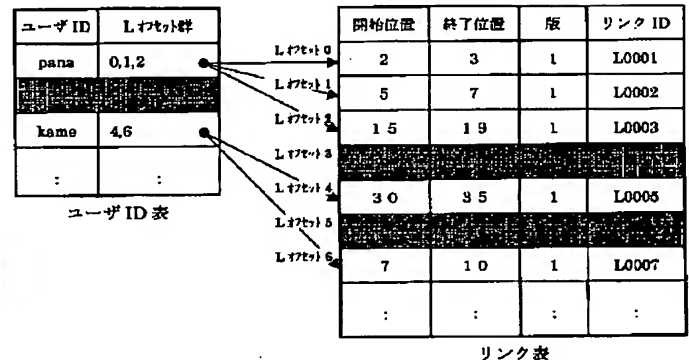 ユーザID Lオフセット群
pana 0,1,2
kame 4,6
: :
ユーザID表
Lオフセット0
Lオフセット1
Lオフセット2
Lオフセット3
Lオフセット4
Lオフセット5
Lオフセット6
開始位置 終了位置 版 リンクID
2 3 1 L0001
5 7 1 L0002
15 19 1 L0003
30 35 1 L0005
7 10 1 L0007
: : : :
リンク表